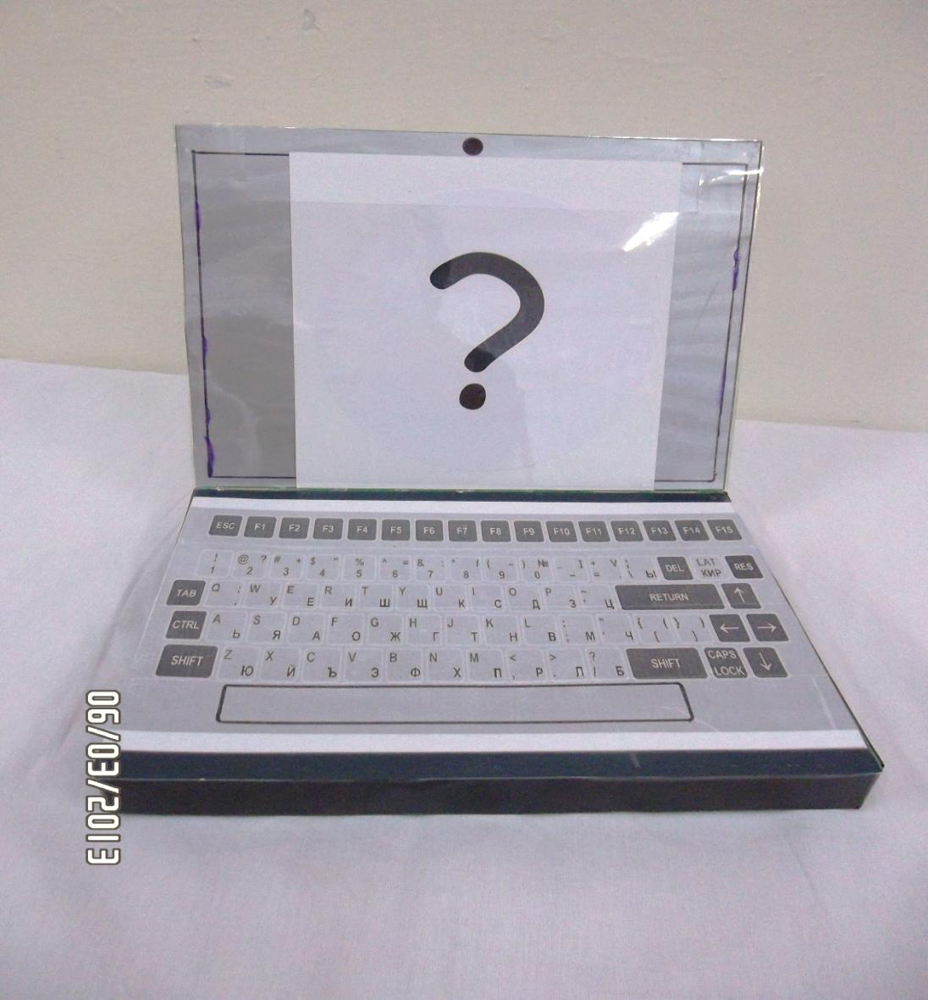 ?
ESC F1 F2 F3 F4 F5 F6 F7 F8 F9 F10 F11 F12 F13 F14 F15
! @ ? # + $ " % ^ = & : * / ( - ) № _ I + V ¦ DEL LAT RES
1 2 3 4 5 6 7 8 9 0 - = \ Ы КИР
TAB Q ; W E R T Y U I O P ~ RETURN ↑
, У Е И Ш Щ К С Д З ' Ц
CTRL A S D F G H J K L : " { ( } ) ← →
Ь Я А О Ж Г Т Н В ; М ' Ч [ ]
SHIFT Z X C V B N M < > ? SHIFT CAPS LOCK ↓
Ю Й Ъ Э Ф Х П , Р . Л / Б
06/03/2013